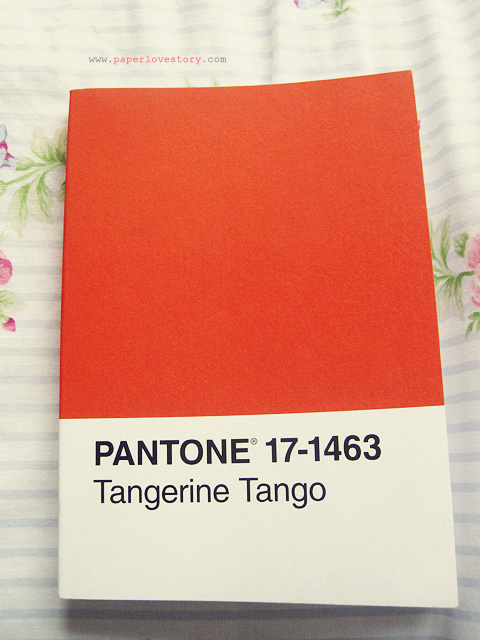 www.paperlovestory.com
PANTONE® 17-1463
Tangerine Tango